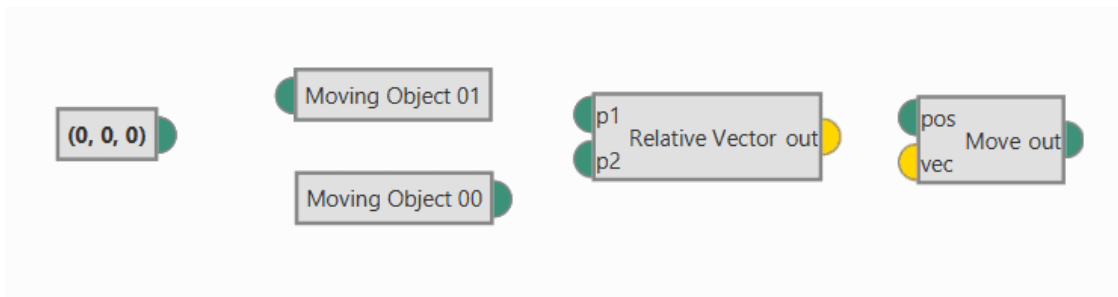 (0, 0, 0)
Moving Object 01
Moving Object 00
p1
Relative Vector out
p2
pos
Move out
vec